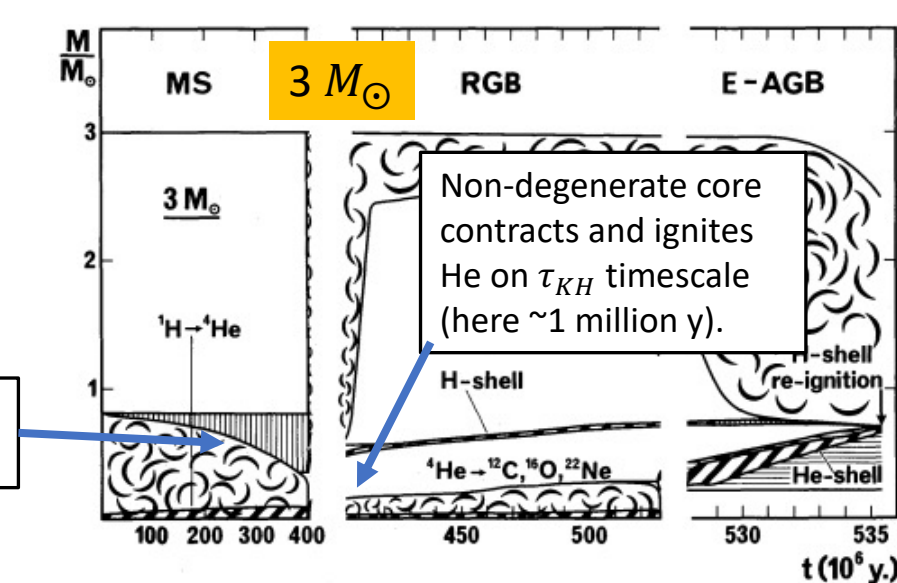 M
M☉
MS
3 M☉
RGB
E-AGB
3
3 M☉
Non-degenerate core
contracts and ignites
He on τ_KH timescale
(here ~1 million y).
2
¹H→⁴He
H-shell
re-ignition
1
H-shell
⁴He→¹²C,¹⁶O,²²Ne
He-shell
100 200 300 400 450 500 530 535
t (10⁶ y.)